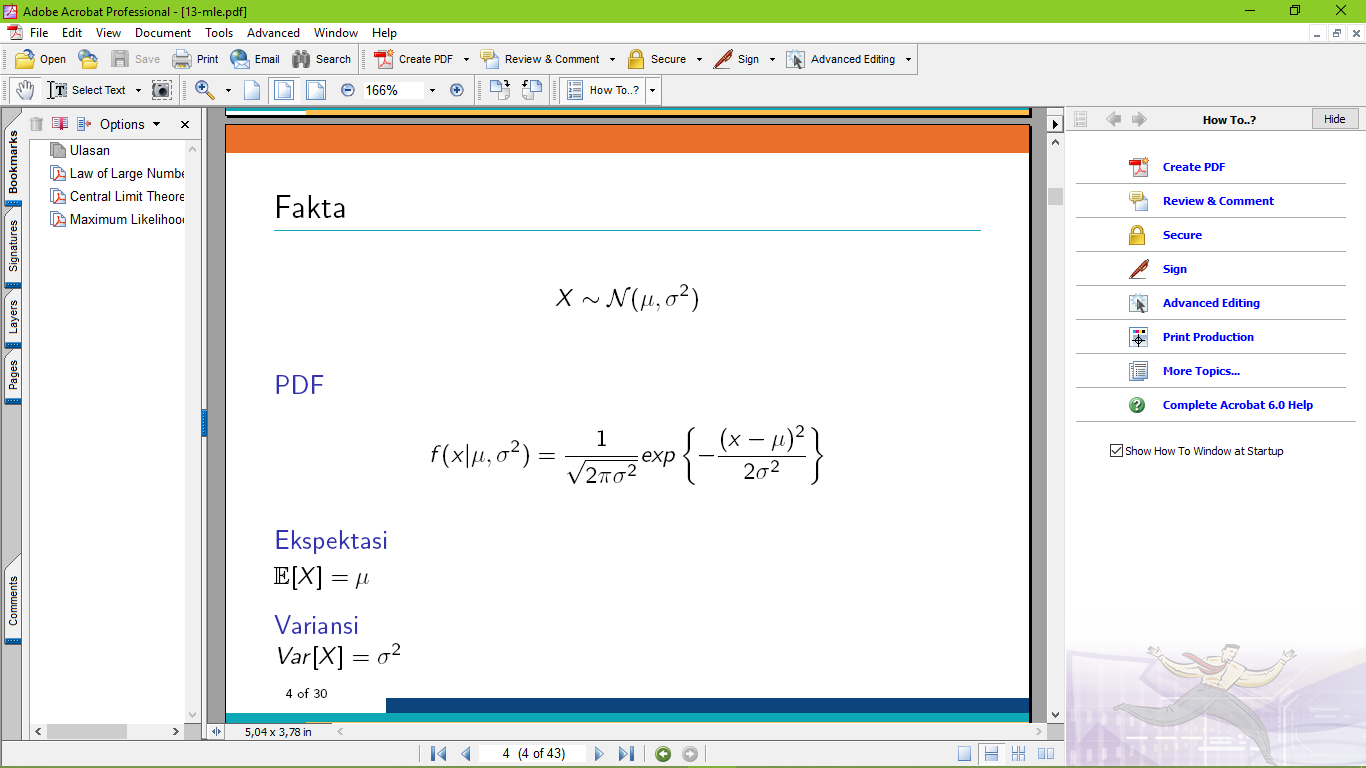 Adobe Acrobat Professional - [13-mle.pdf]
File Edit View Document Tools Advanced Window Help
Open Save Print Email Search Create PDF Review & Comment Secure Sign Advanced Editing
Select Text 166% How To..?
Bookmarks
Signatures
Layers
Pages
Comments
Options
Ulasan
Law of Large Numbe
Central Limit Theore
Maximum Likelihood
Fakta
X ∼ 𝒩(μ, σ²)
PDF
f(x|μ, σ²) = 1/√(2πσ²) exp {−(x − μ)²/2σ²}
Ekspektasi
𝔼[X] = μ
Variansi
Var[X] = σ²
4 of 30
5,04 x 3,78 in
4 (4 of 43)
How To..? Hide
Create PDF
Review & Comment
Secure
Sign
Advanced Editing
Print Production
More Topics...
Complete Acrobat 6.0 Help
Show How To Window at Startup